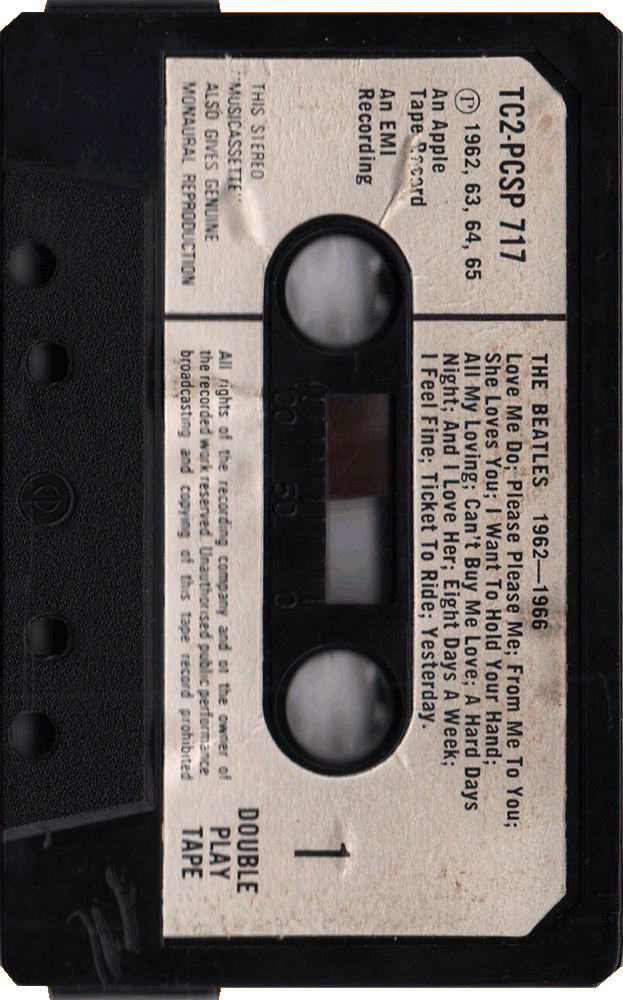 TC2-PCSP 717
Ⓟ 1962, 63, 64, 65
An Apple
Tape Record
An EMI
Recording
THIS STEREO
"MUSICASSETTE"
ALSO GIVES GENUINE
MONAURAL REPRODUCTION
THE BEATLES 1962—1966
Love Me Do; Please Please Me; From Me To You;
She Loves You; I Want To Hold Your Hand;
All My Loving; Can't Buy Me Love; A Hard Days
Night; And I Love Her; Eight Days A Week;
I Feel Fine; Ticket To Ride; Yesterday.
100 50 0
1
All rights of the recording company and ot the owner of
the recorded work reserved. Unauthorised public performance
broadcasting and copying of this tape record prohibited
DOUBLE
PLAY
TAPE